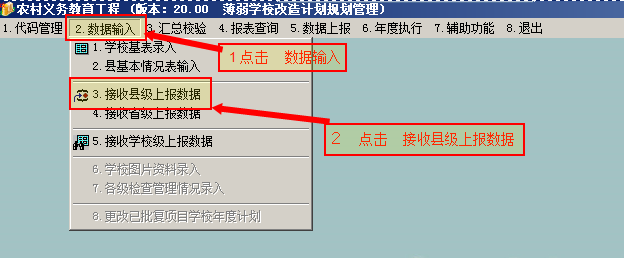 农村义务教育工程 (版本: 20.00 薄弱学校改造计划规划管理)
1.代码管理 2.数据输入 3.汇总校验 4.报表查询 5.数据上报 6.年度执行 7.辅助功能 8.退出
1.学校基表录入
1点击 数据输入
2.县基本情况表输入
3.接收县级上报数据
4.接收省级上报数据
2 点击 接收县级上报数据
5.接收学校级上报数据
6.学校图片资料录入
7.各级检查管理情况录入
8.更改已批复项目学校年度计划